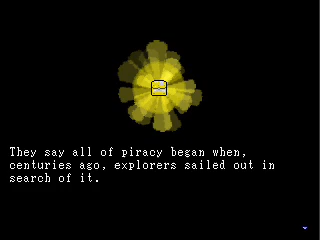 They say all of piracy began when,
centuries ago, explorers sailed out in
search of it.